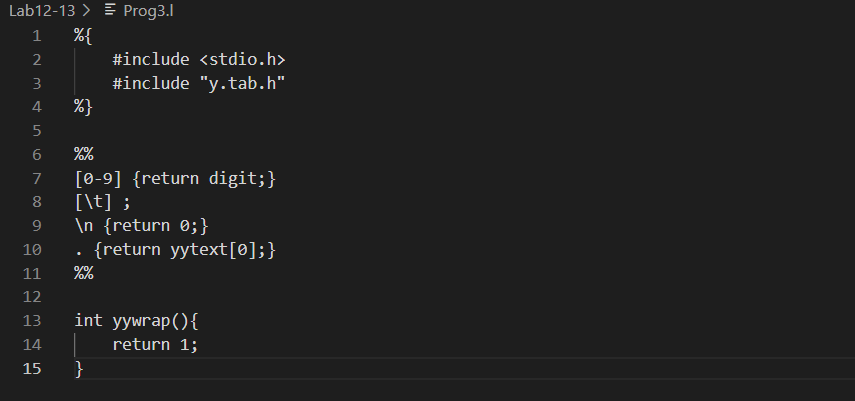 Lab12-13 > Prog3.l
1 %{
2     #include <stdio.h>
3     #include "y.tab.h"
4 %}
5
6 %%
7 [0-9] {return digit;}
8 [\t] ;
9 \n {return 0;}
10 . {return yytext[0];}
11 %%
12
13 int yywrap(){
14     return 1;
15 }